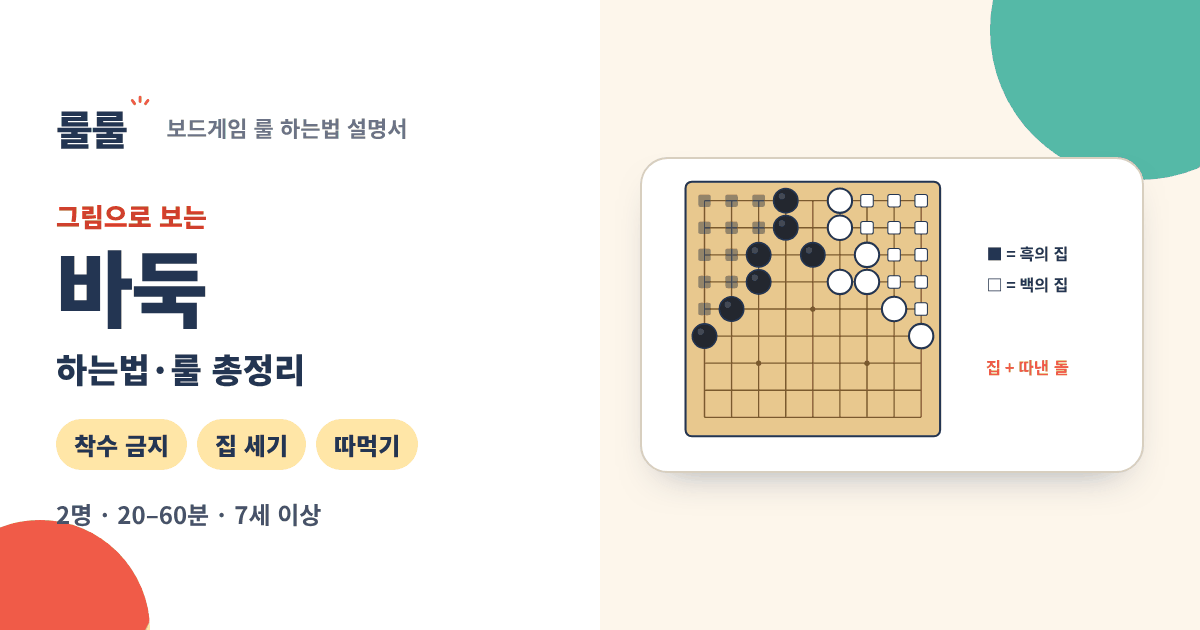 룰룰 보드게임 룰 하는법 설명서
그림으로 보는
바둑
하는법·룰 총정리
착수 금지 집 세기 따먹기
2명 · 20–60분 · 7세 이상
■ = 흑의 집
□ = 백의 집
집 + 따낸 돌